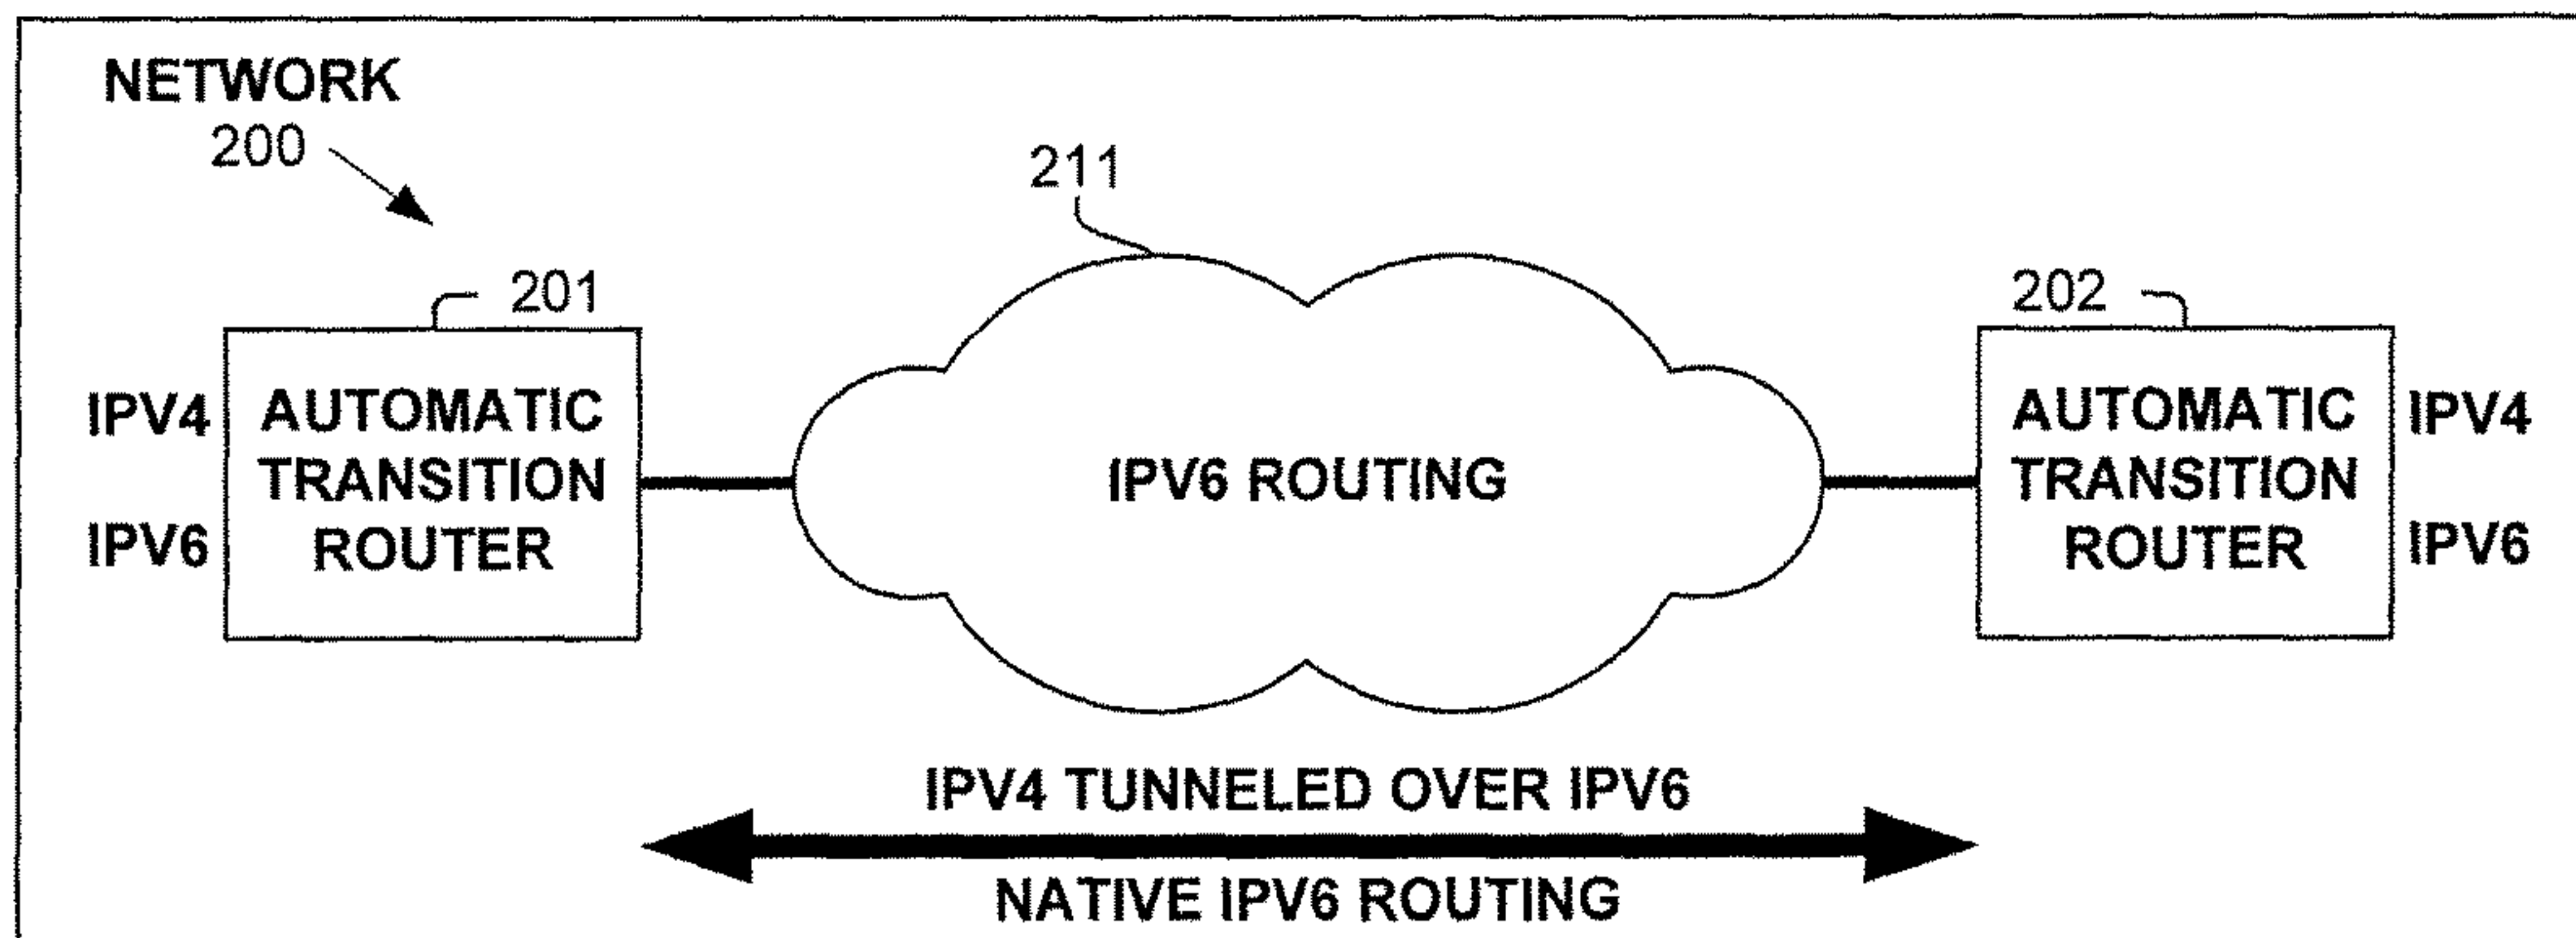 NETWORK
200
211
201
202
IPV4
IPV6
AUTOMATIC
TRANSITION
ROUTER
IPV6 ROUTING
AUTOMATIC
TRANSITION
ROUTER
IPV4
IPV6
IPV4 TUNNELED OVER IPV6
NATIVE IPV6 ROUTING